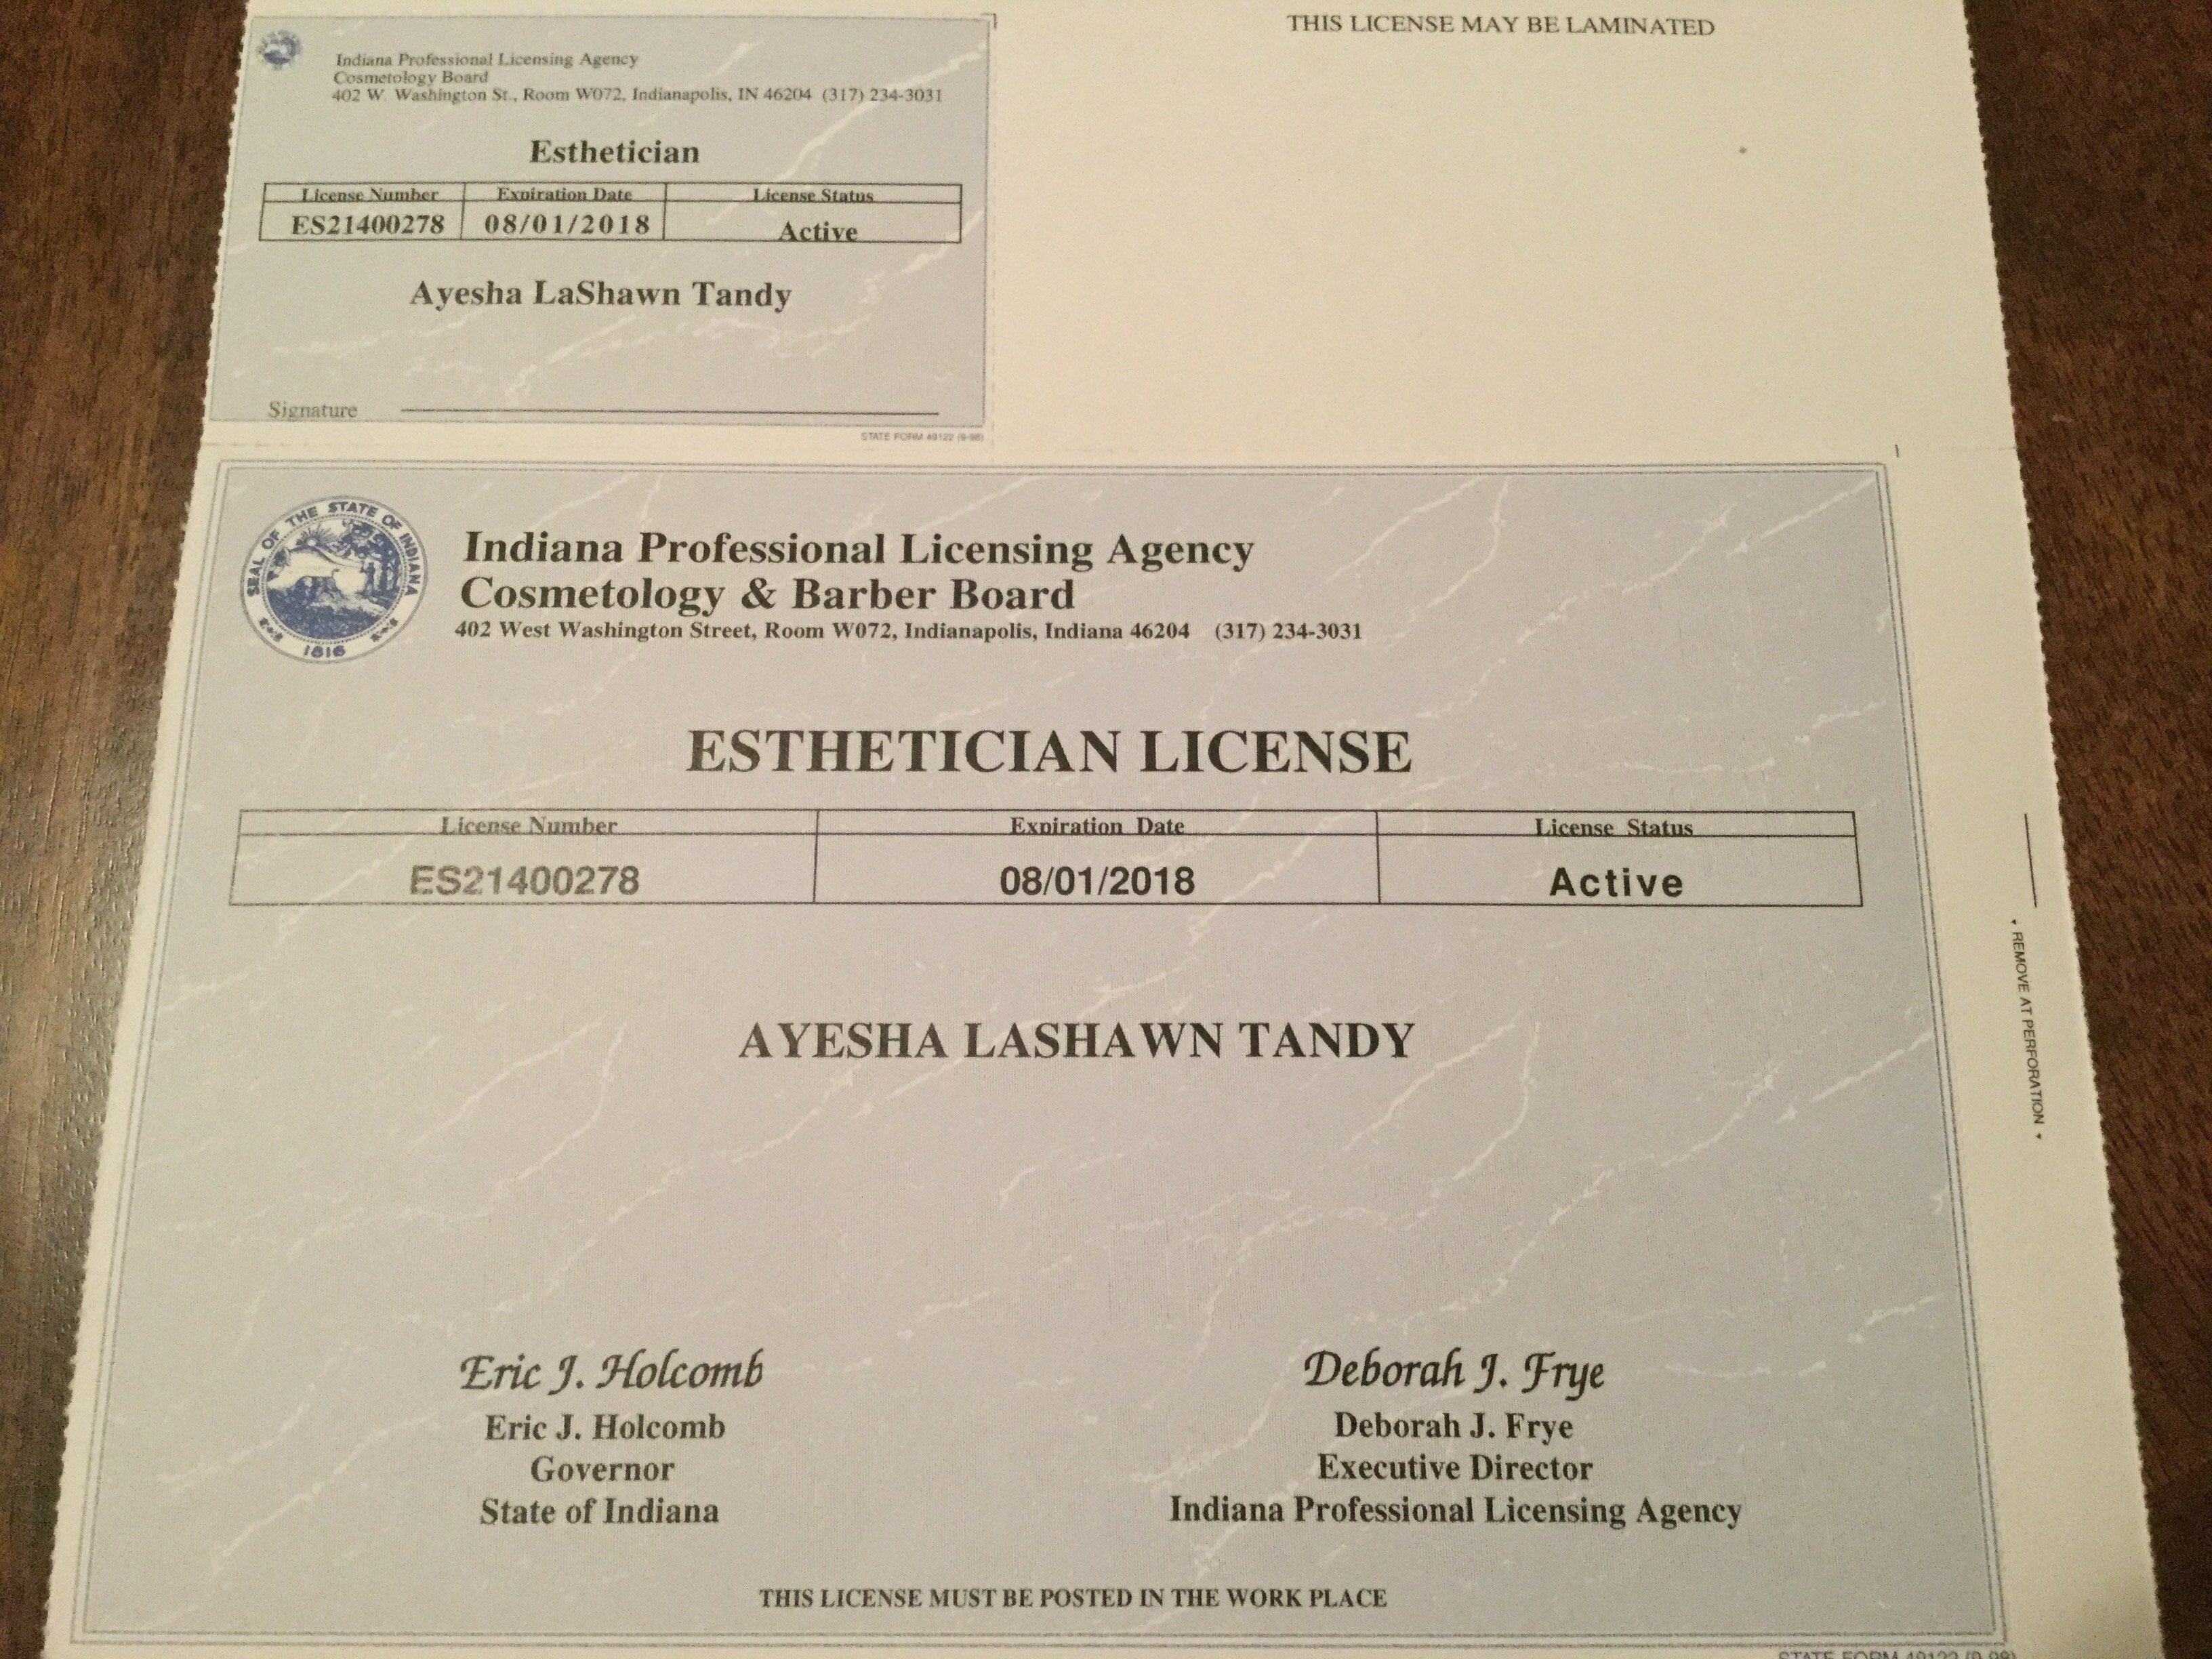 THIS LICENSE MAY BE LAMINATED
Indiana Professional Licensing Agency
Cosmetology Board
402 W. Washington St., Room W072, Indianapolis, IN 46204 (317) 234-3031
Esthetician
License Number Expiration Date License Status
ES21400278 08/01/2018 Active
Ayesha LaShawn Tandy
Signature
STATE FORM 49122 (9-98)
SEAL OF THE STATE OF INDIANA
1816
Indiana Professional Licensing Agency
Cosmetology & Barber Board
402 West Washington Street, Room W072, Indianapolis, Indiana 46204 (317) 234-3031
ESTHETICIAN LICENSE
License Number Expiration Date License Status
ES21400278 08/01/2018 Active
AYESHA LASHAWN TANDY
Eric J. Holcomb Deborah J. Frye
Eric J. Holcomb Deborah J. Frye
Governor Executive Director
State of Indiana Indiana Professional Licensing Agency
THIS LICENSE MUST BE POSTED IN THE WORK PLACE
REMOVE AT PERFORATION
STATE FORM 49122 (9-98)